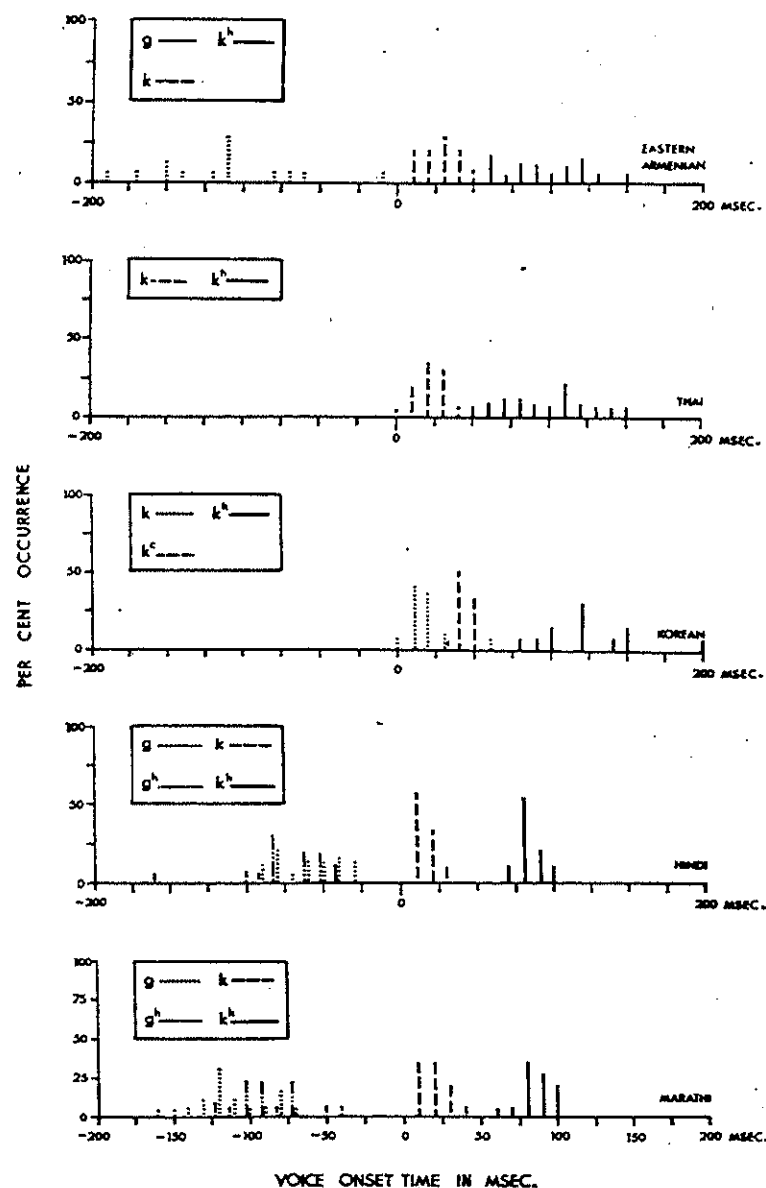 PER CENT OCCURRENCE
100
50
0
g kʰ
k
EASTERN
ARMENIAN
-200 0 200 MSEC.
100
50
0
k kʰ
THAI
-200 0 200 MSEC.
100
50
0
k kʰ
kᶜ
KOREAN
-200 0 200 MSEC.
100
50
0
g k
gʰ kʰ
HINDI
-200 0 200 MSEC.
100
75
50
25
0
g k
gʰ kʰ
MARATHI
-200 -150 -100 -50 0 50 100 150 200 MSEC.
VOICE ONSET TIME IN MSEC.